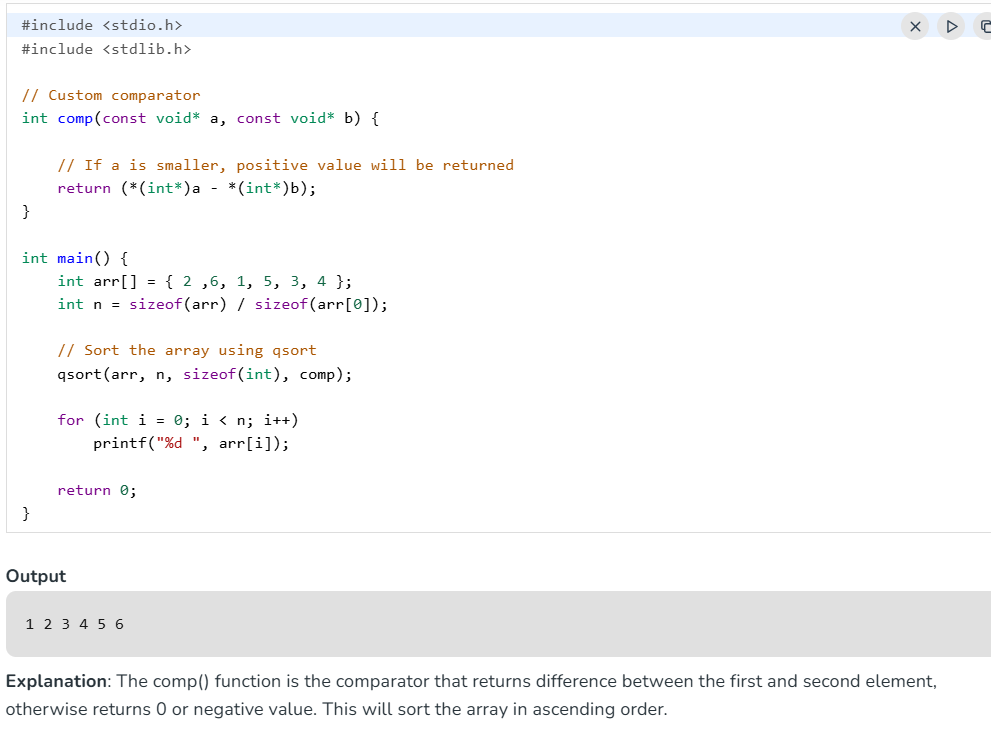 #include <stdio.h>
#include <stdlib.h>
// Custom comparator
int comp(const void* a, const void* b) {
    // If a is smaller, positive value will be returned
    return (*(int*)a - *(int*)b);
}
int main() {
    int arr[] = { 2 ,6, 1, 5, 3, 4 };
    int n = sizeof(arr) / sizeof(arr[0]);
    // Sort the array using qsort
    qsort(arr, n, sizeof(int), comp);
    for (int i = 0; i < n; i++)
        printf("%d ", arr[i]);
    return 0;
}
Output
1 2 3 4 5 6
Explanation: The comp() function is the comparator that returns difference between the first and second element,
otherwise returns 0 or negative value. This will sort the array in ascending order.